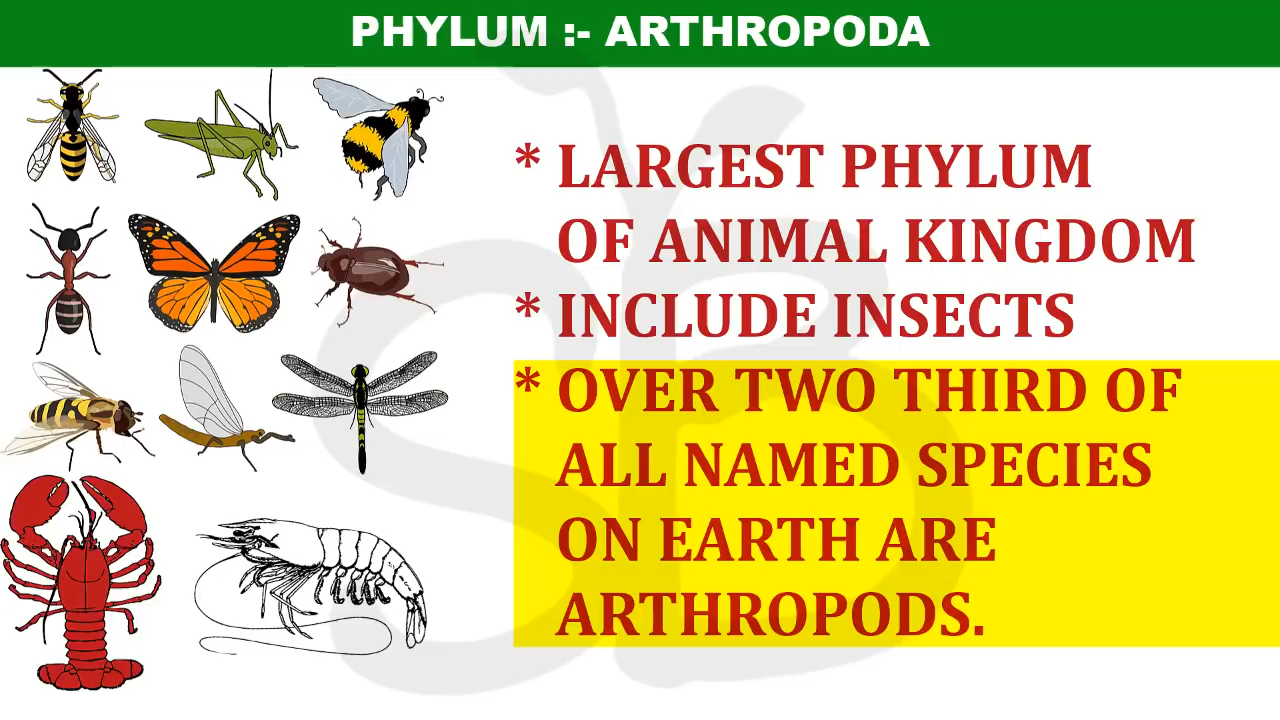 PHYLUM :- ARTHROPODA
* LARGEST PHYLUM
OF ANIMAL KINGDOM
* INCLUDE INSECTS
* OVER TWO THIRD OF
ALL NAMED SPECIES
ON EARTH ARE
ARTHROPODS.
SB